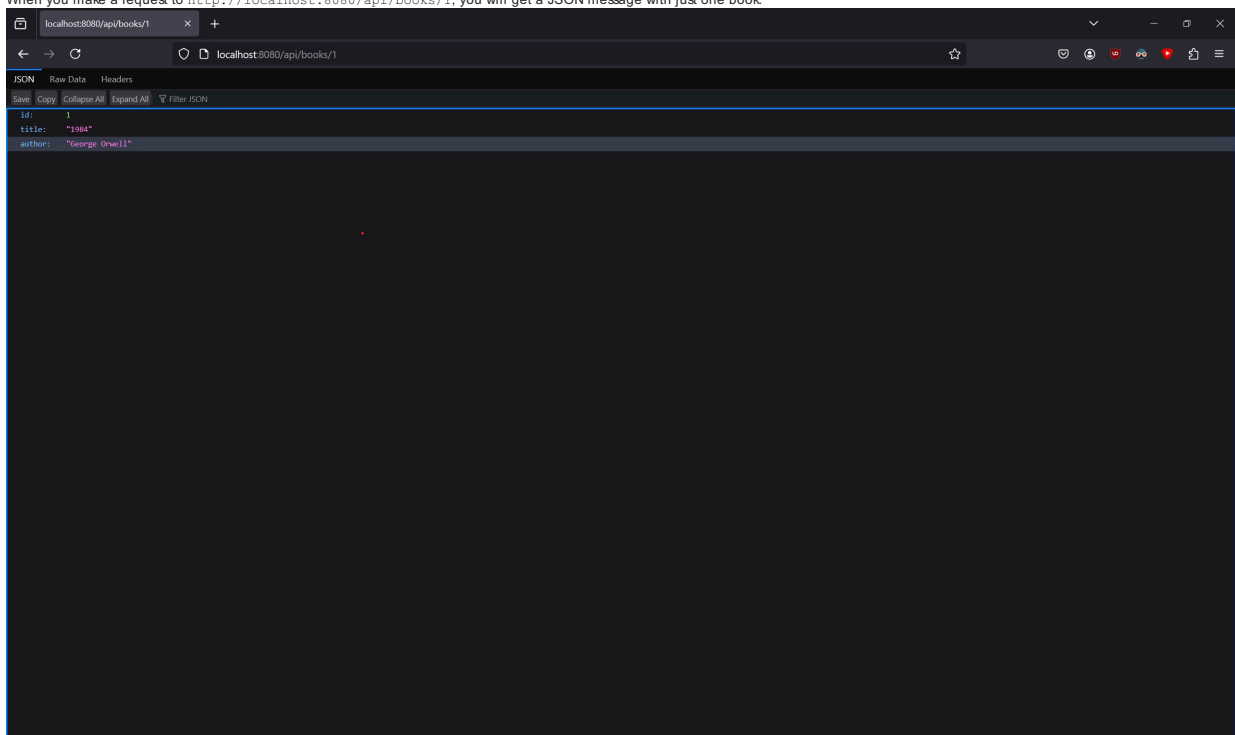 When you make a request to http://localhost:8080/api/books/1, you will get a JSON message with just one book.
localhost:8080/api/books/1
localhost:8080/api/books/1
JSON Raw Data Headers
Save Copy Collapse All Expand All Filter JSON
id: 1
title: "1984"
author: "George Orwell"